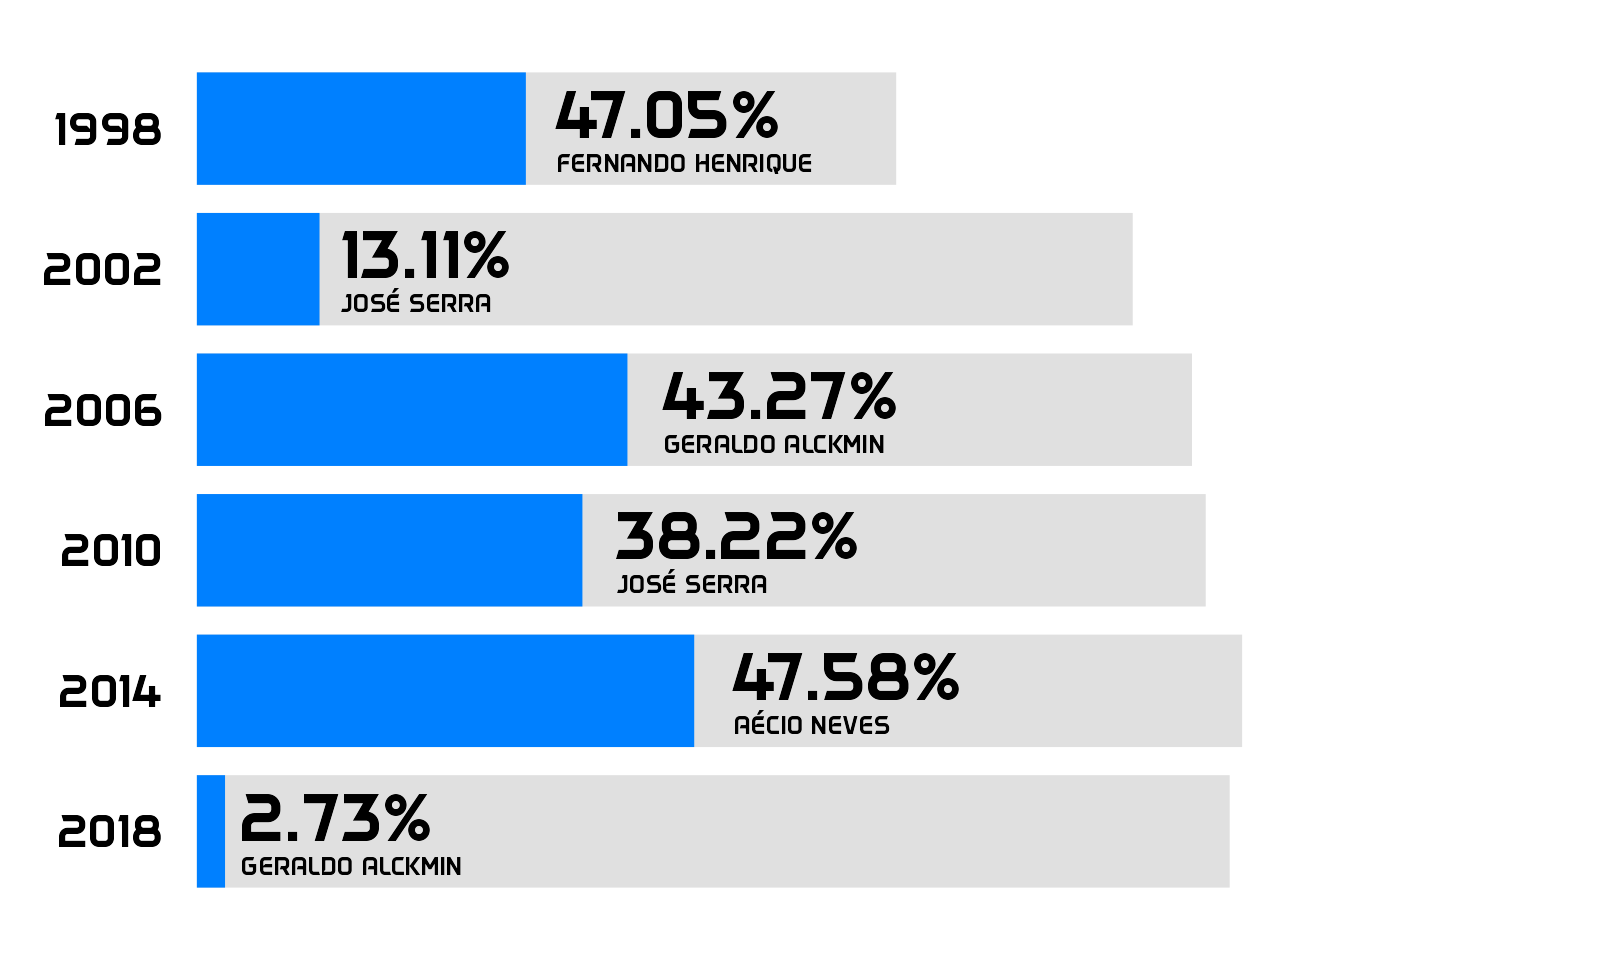 1998
47.05%
FERNANDO HENRIQUE
2002
13.11%
JOSÉ SERRA
2006
43.27%
GERALDO ALCKMIN
2010
38.22%
JOSÉ SERRA
2014
47.58%
AÉCIO NEVES
2018
2.73%
GERALDO ALCKMIN